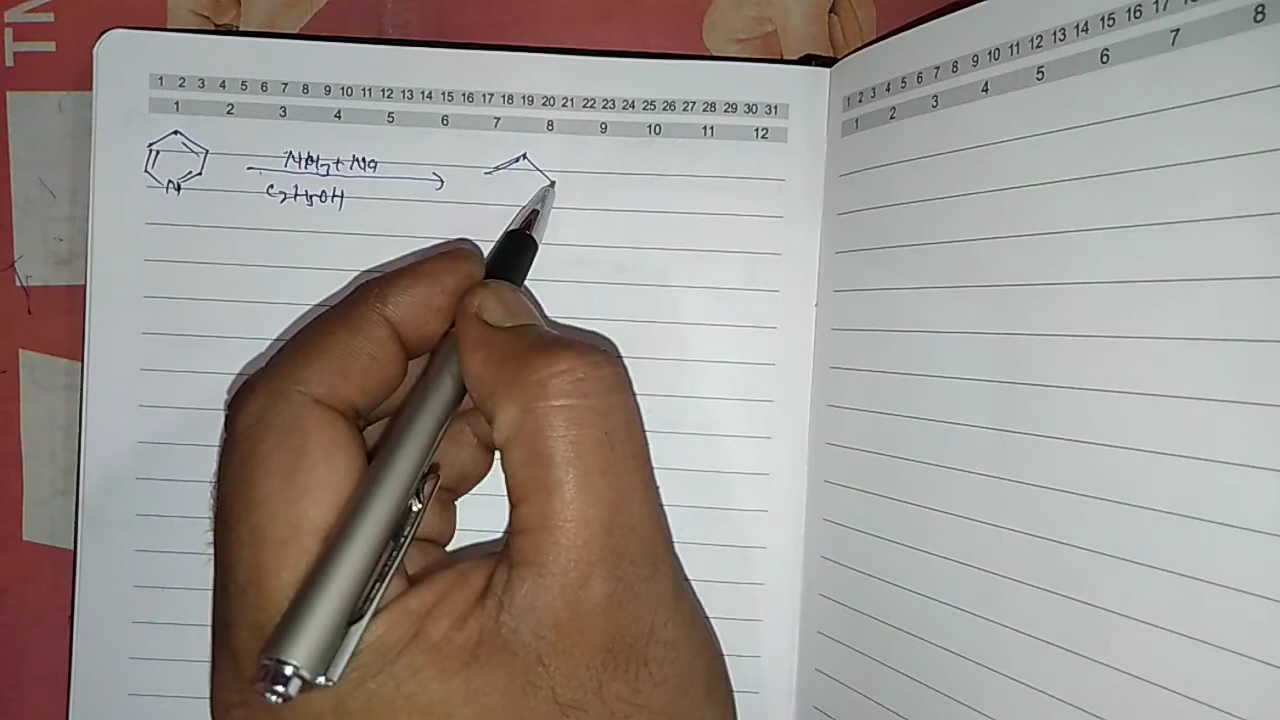 TM
1 2 3 4 5 6 7 8 9 10 11 12 13 14 15 16 17 18 19 20 21 22 23 24 25 26 27 28 29 30 31
1 2 3 4 5 6 7 8 9 10 11 12
NH3 + Na
N
C2H5OH
1 2 3 4 5 6 7 8 9 10 11 12 13 14 15 16 17
1 2 3 4 5 6 7 8